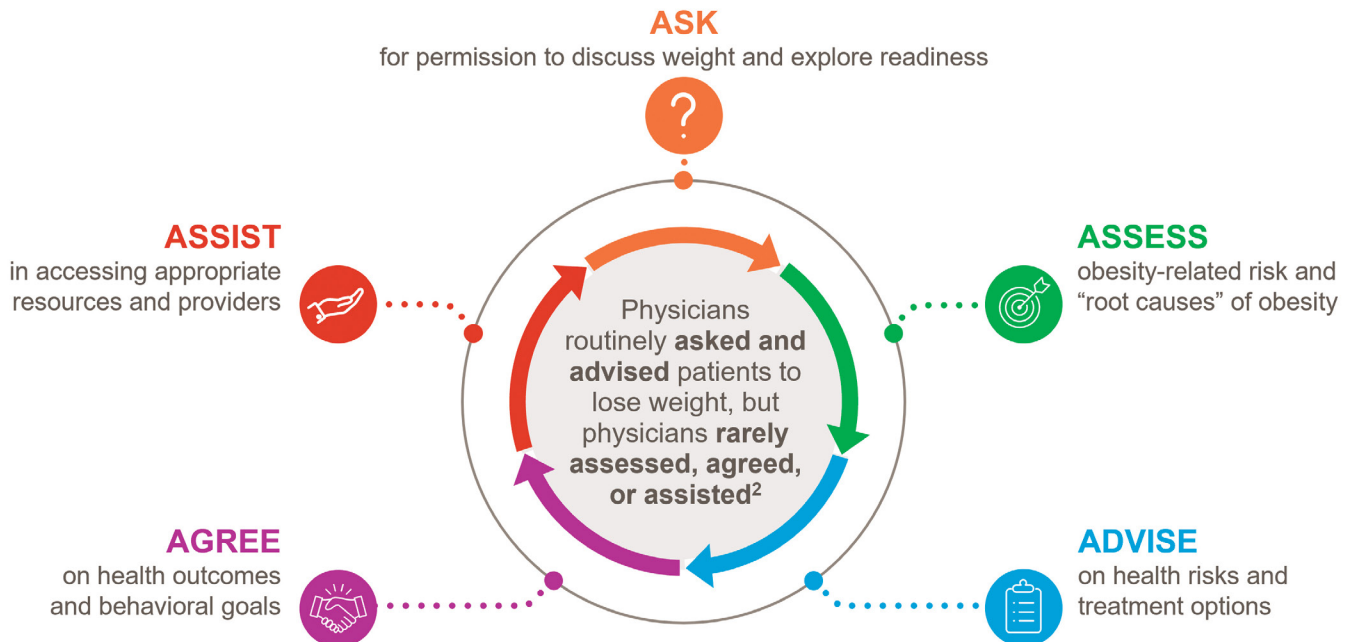 ASK
for permission to discuss weight and explore readiness
ASSIST
in accessing appropriate
resources and providers
ASSESS
obesity-related risk and
“root causes” of obesity
Physicians
routinely asked and
advised patients to
lose weight, but
physicians rarely
assessed, agreed,
or assisted²
AGREE
on health outcomes
and behavioral goals
ADVISE
on health risks and
treatment options